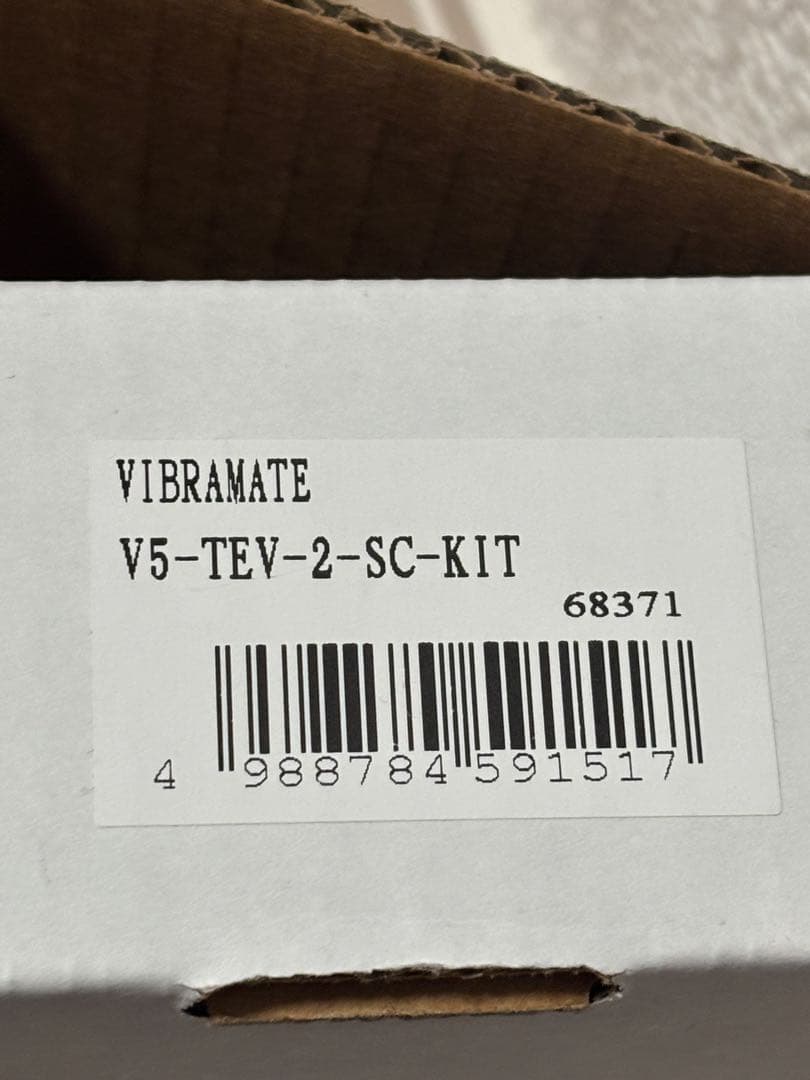 VIBRAMATE
V5-TEV-2-SC-KIT
68371
4 988784 591517